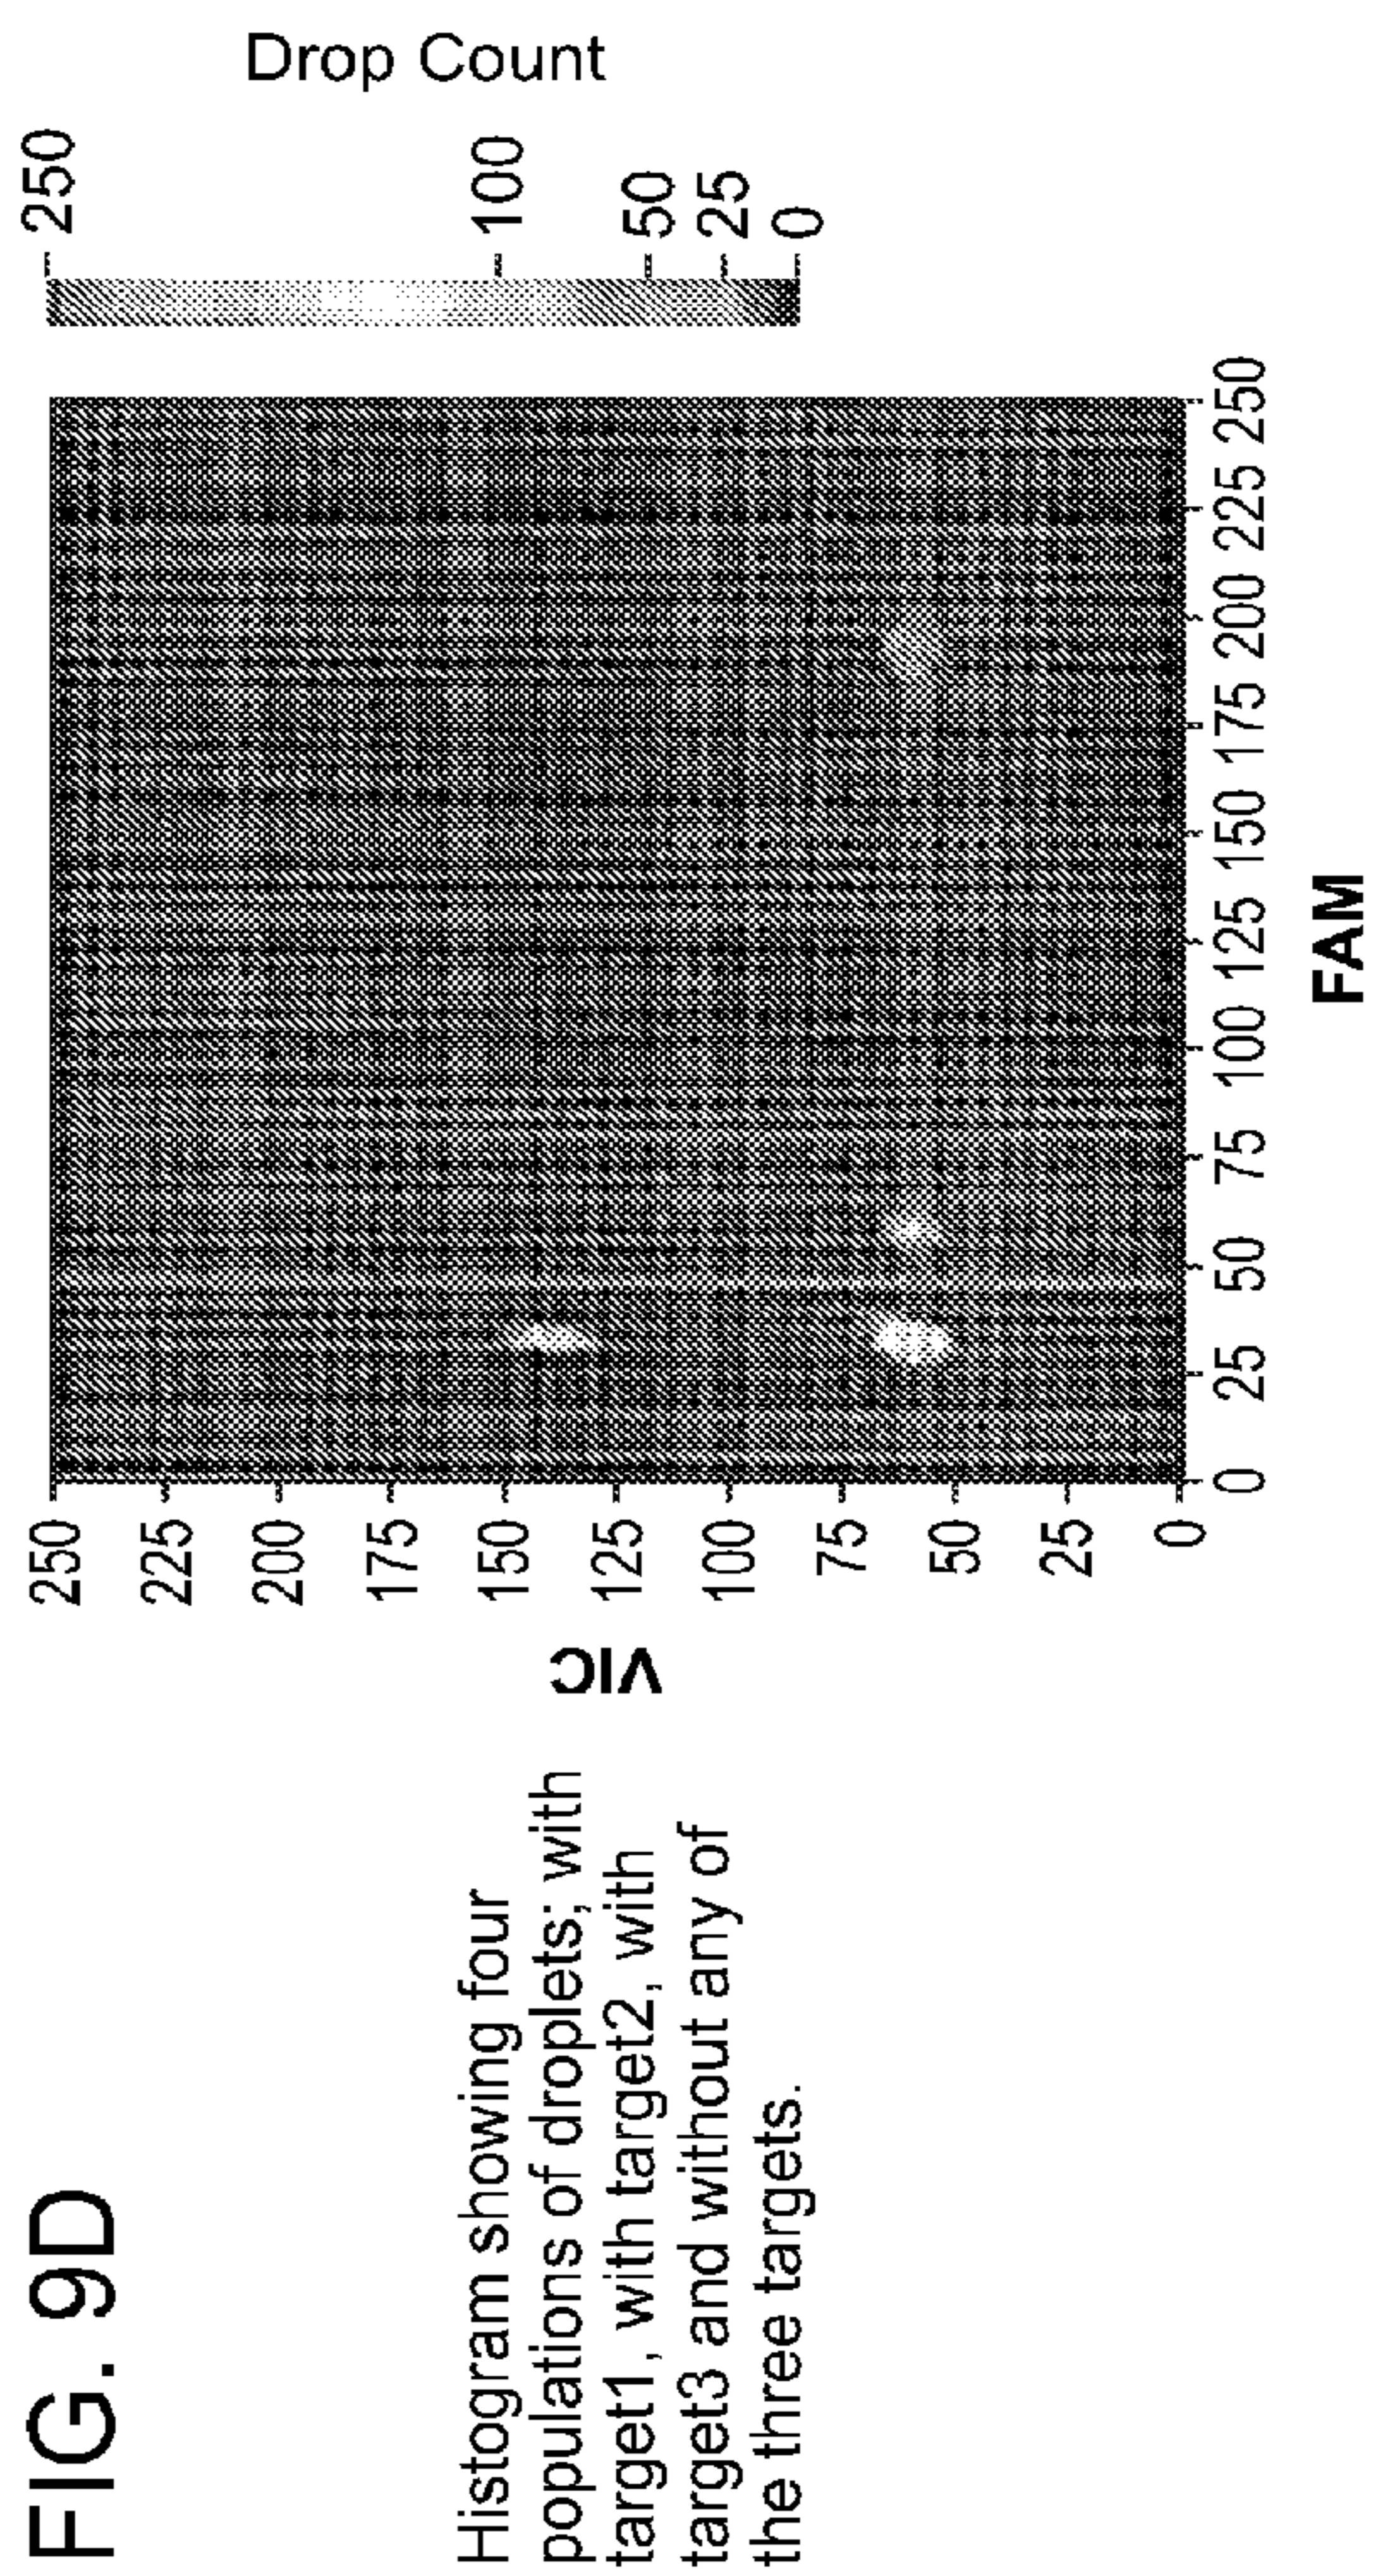 FIG. 9D
Histogram showing four
populations of droplets; with
target1, with target2, with
target3 and without any of
the three targets.
VIC
250
225
200
175
150
125
100
75
50
25
0
0 25 50 75 100 125 150 175 200 225 250
FAM
250
100
50
25
0
Drop Count